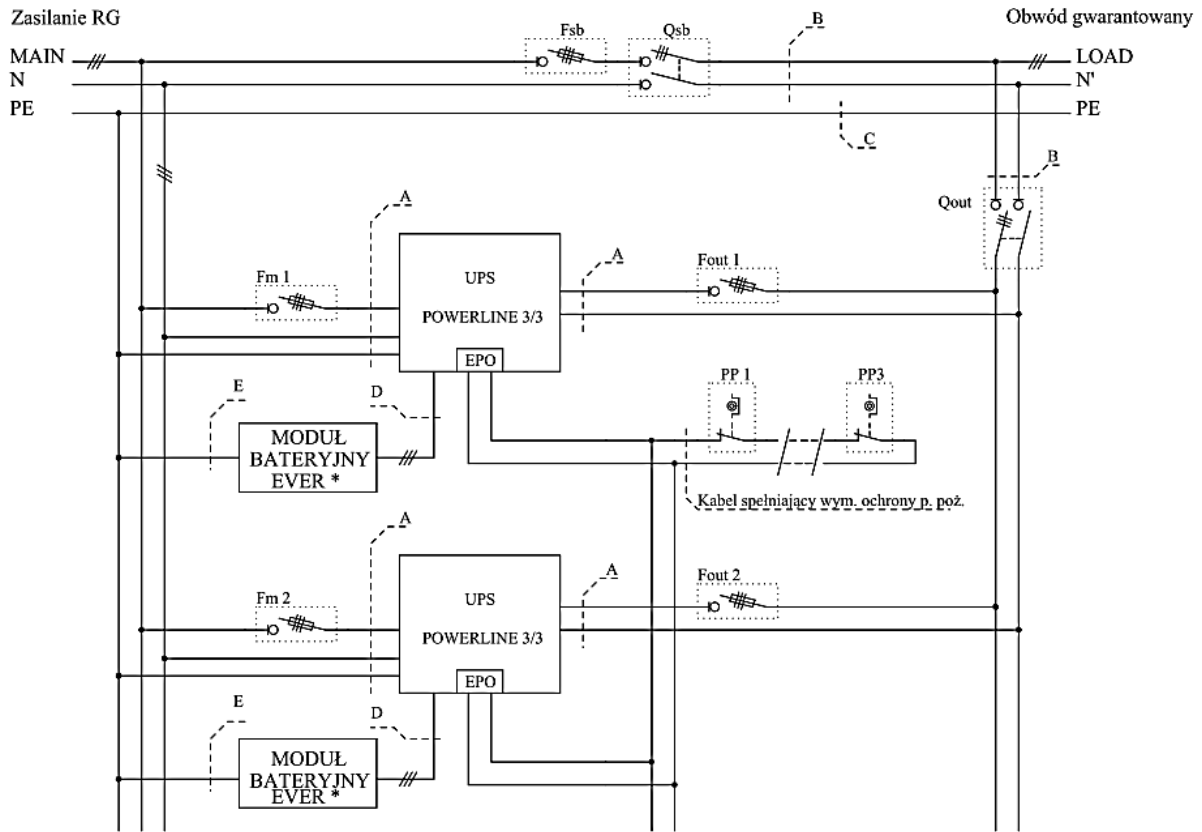 Zasilanie RG
Obwód gwarantowany
Fsb
Qsb
B
MAIN
LOAD
N
N'
PE
PE
C
B
A
Qout
Fm 1
UPS
POWERLINE 3/3
EPO
A
Fout 1
E
D
PP 1
PP3
MODUŁ
BATERYJNY
EVER *
Kabel spełniający wym. ochrony p. poż.
A
Fm 2
UPS
POWERLINE 3/3
EPO
A
Fout 2
E
D
MODUŁ
BATERYJNY
EVER *